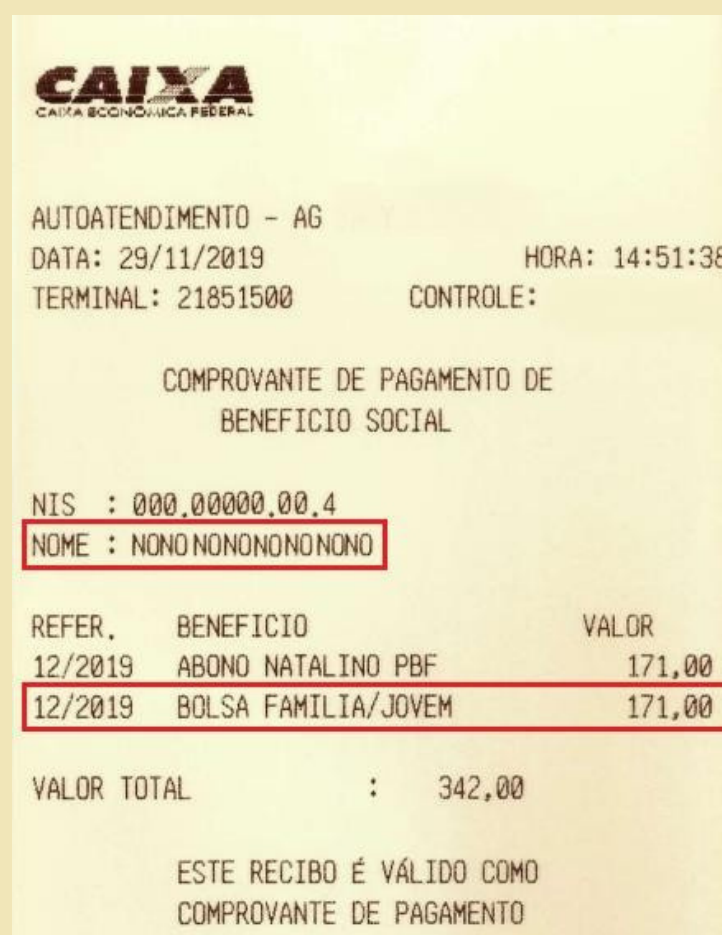 CAIXA
CAIXA ECONÔMICA FEDERAL
AUTOATENDIMENTO - AG
DATA: 29/11/2019 HORA: 14:51:38
TERMINAL: 21851500 CONTROLE:
COMPROVANTE DE PAGAMENTO DE
BENEFICIO SOCIAL
NIS : 000.00000.00.4
NOME : NONO NONONONO NONO
REFER. BENEFICIO VALOR
12/2019 ABONO NATALINO PBF 171,00
12/2019 BOLSA FAMILIA/JOVEM 171,00
VALOR TOTAL : 342,00
ESTE RECIBO É VÁLIDO COMO
COMPROVANTE DE PAGAMENTO